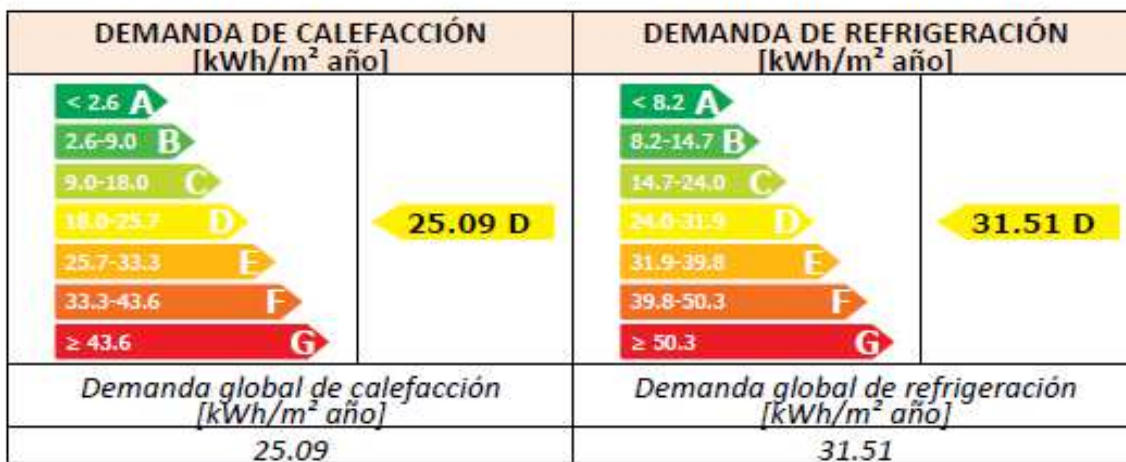 DEMANDA DE CALEFACCIÓN
[kWh/m² año]
DEMANDA DE REFRIGERACIÓN
[kWh/m² año]
< 2.6 A
2.6-9.0 B
9.0-18.0 C
18.0-25.7 D
25.7-33.3 E
33.3-43.6 F
≥ 43.6 G
25.09 D
< 8.2 A
8.2-14.7 B
14.7-24.0 C
24.0-31.9 D
31.9-39.8 E
39.8-50.3 F
≥ 50.3 G
31.51 D
Demanda global de calefacción
[kWh/m² año]
Demanda global de refrigeración
[kWh/m² año]
25.09
31.51